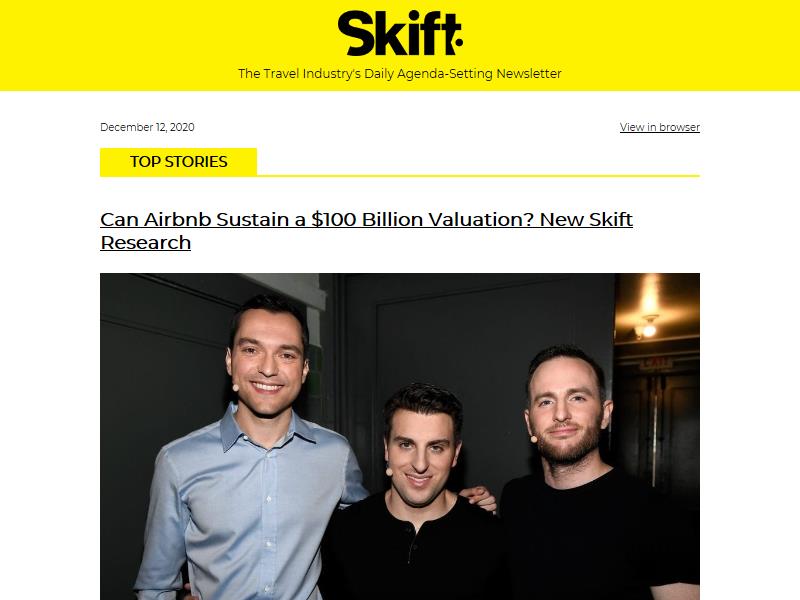 Skift.
The Travel Industry's Daily Agenda-Setting Newsletter
December 12, 2020
View in browser
TOP STORIES
Can Airbnb Sustain a $100 Billion Valuation? New Skift
Research
EXIT